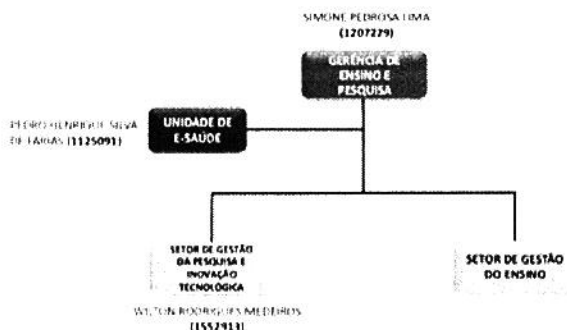 SIMONE PEDROSA LIMA
(1207229)
GERÊNCIA DE
ENSINO E
PESQUISA
PEDRO HENRIQUE SILVA
DE FARIAS (1125091)
UNIDADE DE
E-SAÚDE
SETOR DE GESTÃO
DA PESQUISA E
INOVAÇÃO
TECNOLÓGICA
SETOR DE GESTÃO
DO ENSINO
WILTON RODRIGUES MEDEIROS
(1552913)